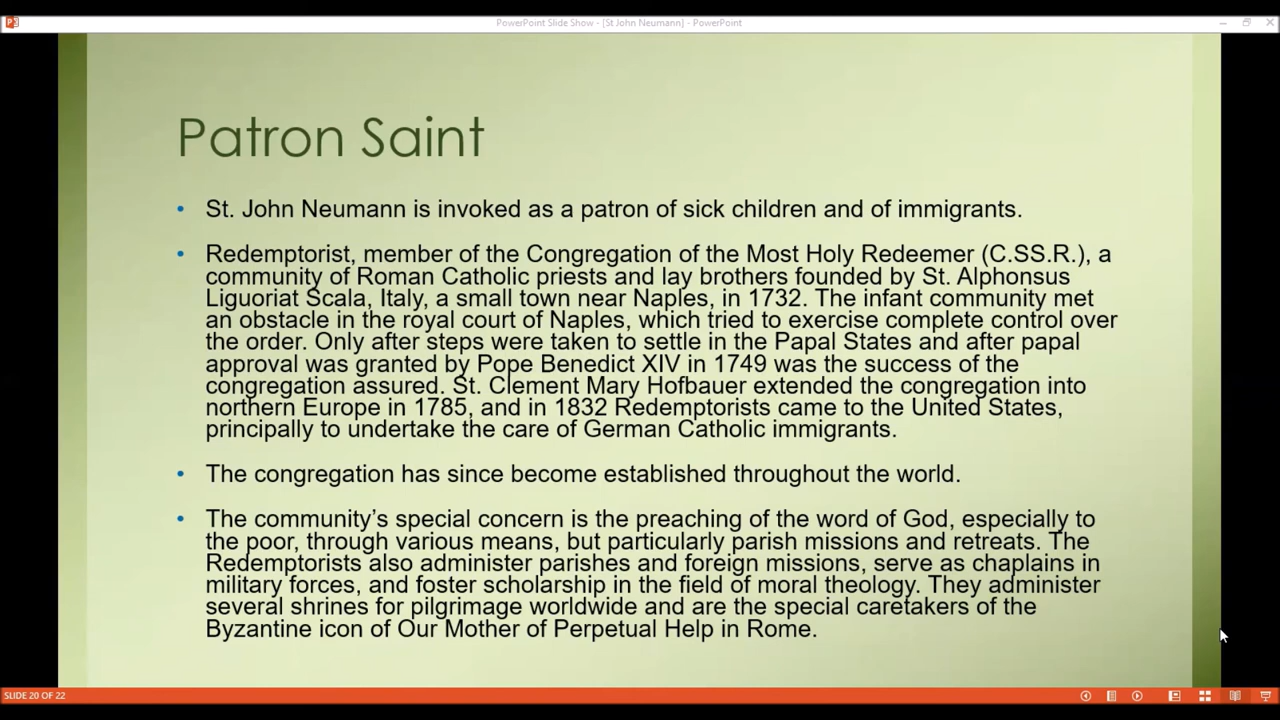 PowerPoint Slide Show - [St John Neumann] - PowerPoint
Patron Saint
• St. John Neumann is invoked as a patron of sick children and of immigrants.
• Redemptorist, member of the Congregation of the Most Holy Redeemer (C.SS.R.), a
community of Roman Catholic priests and lay brothers founded by St. Alphonsus
Liguoriat Scala, Italy, a small town near Naples, in 1732. The infant community met
an obstacle in the royal court of Naples, which tried to exercise complete control over
the order. Only after steps were taken to settle in the Papal States and after papal
approval was granted by Pope Benedict XIV in 1749 was the success of the
congregation assured. St. Clement Mary Hofbauer extended the congregation into
northern Europe in 1785, and in 1832 Redemptorists came to the United States,
principally to undertake the care of German Catholic immigrants.
• The congregation has since become established throughout the world.
• The community’s special concern is the preaching of the word of God, especially to
the poor, through various means, but particularly parish missions and retreats. The
Redemptorists also administer parishes and foreign missions, serve as chaplains in
military forces, and foster scholarship in the field of moral theology. They administer
several shrines for pilgrimage worldwide and are the special caretakers of the
Byzantine icon of Our Mother of Perpetual Help in Rome.
SLIDE 20 OF 22